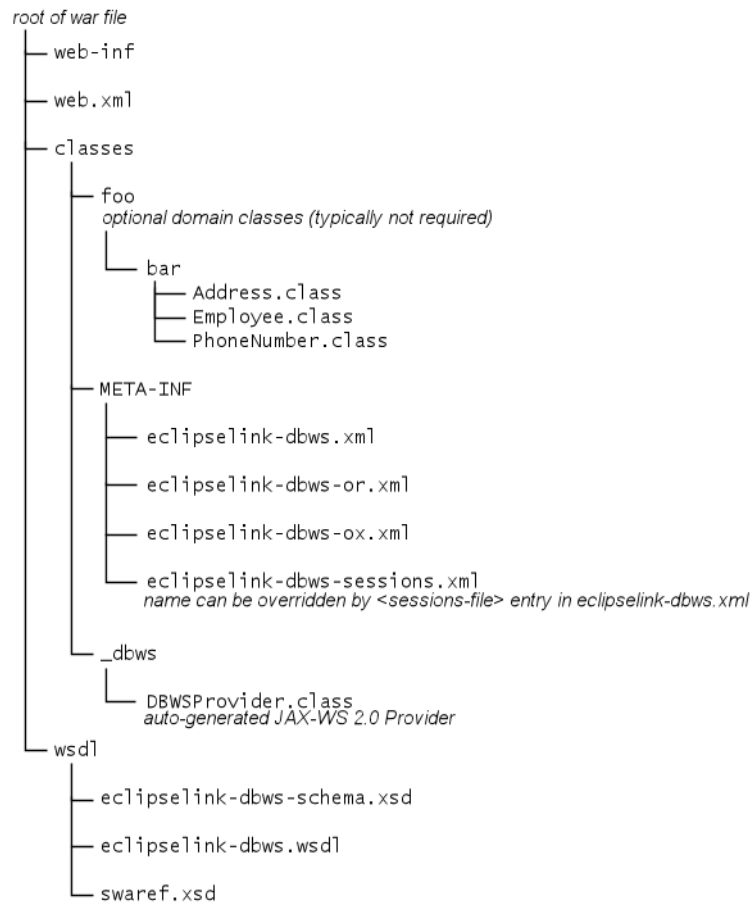 root of war file
web-inf
web.xml
classes
foo
optional domain classes (typically not required)
bar
Address.class
Employee.class
PhoneNumber.class
META-INF
eclipselink-dbws.xml
eclipselink-dbws-or.xml
eclipselink-dbws-ox.xml
eclipselink-dbws-sessions.xml
name can be overridden by <sessions-file> entry in eclipselink-dbws.xml
_dbws
DBWSProvider.class
auto-generated JAX-WS 2.0 Provider
wsdl
eclipselink-dbws-schema.xsd
eclipselink-dbws.wsdl
swaref.xsd